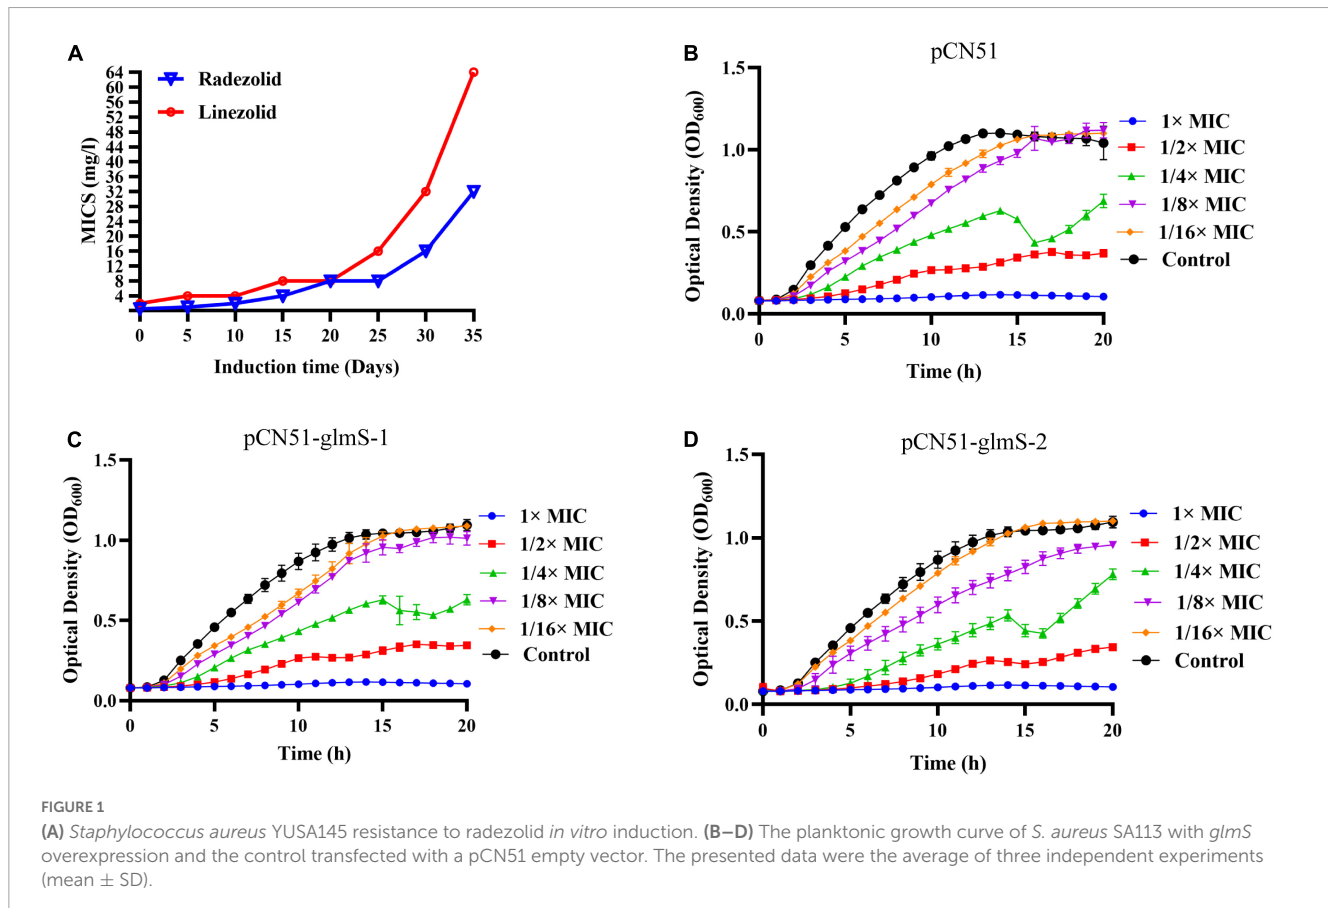 A
64
60
56
52
48
44
40
36
32
28
24
20
16
12
8
4
MICS (mg/l)
Radezolid
Linezolid
0 5 10 15 20 25 30 35
Induction time (Days)
B
pCN51
1.5
1.0
0.5
0.0
Optical Density (OD600)
0 5 10 15 20
Time (h)
1× MIC
1/2× MIC
1/4× MIC
1/8× MIC
1/16× MIC
Control
C
pCN51-glmS-1
1.5
1.0
0.5
0.0
Optical Density (OD600)
0 5 10 15 20
Time (h)
1× MIC
1/2× MIC
1/4× MIC
1/8× MIC
1/16× MIC
Control
D
pCN51-glmS-2
1.5
1.0
0.5
0.0
Optical Density (OD600)
0 5 10 15 20
Time (h)
1× MIC
1/2× MIC
1/4× MIC
1/8× MIC
1/16× MIC
Control
FIGURE 1
(A) Staphylococcus aureus YUSA145 resistance to radezolid in vitro induction. (B–D) The planktonic growth curve of S. aureus SA113 with glmS
overexpression and the control transfected with a pCN51 empty vector. The presented data were the average of three independent experiments
(mean ± SD).